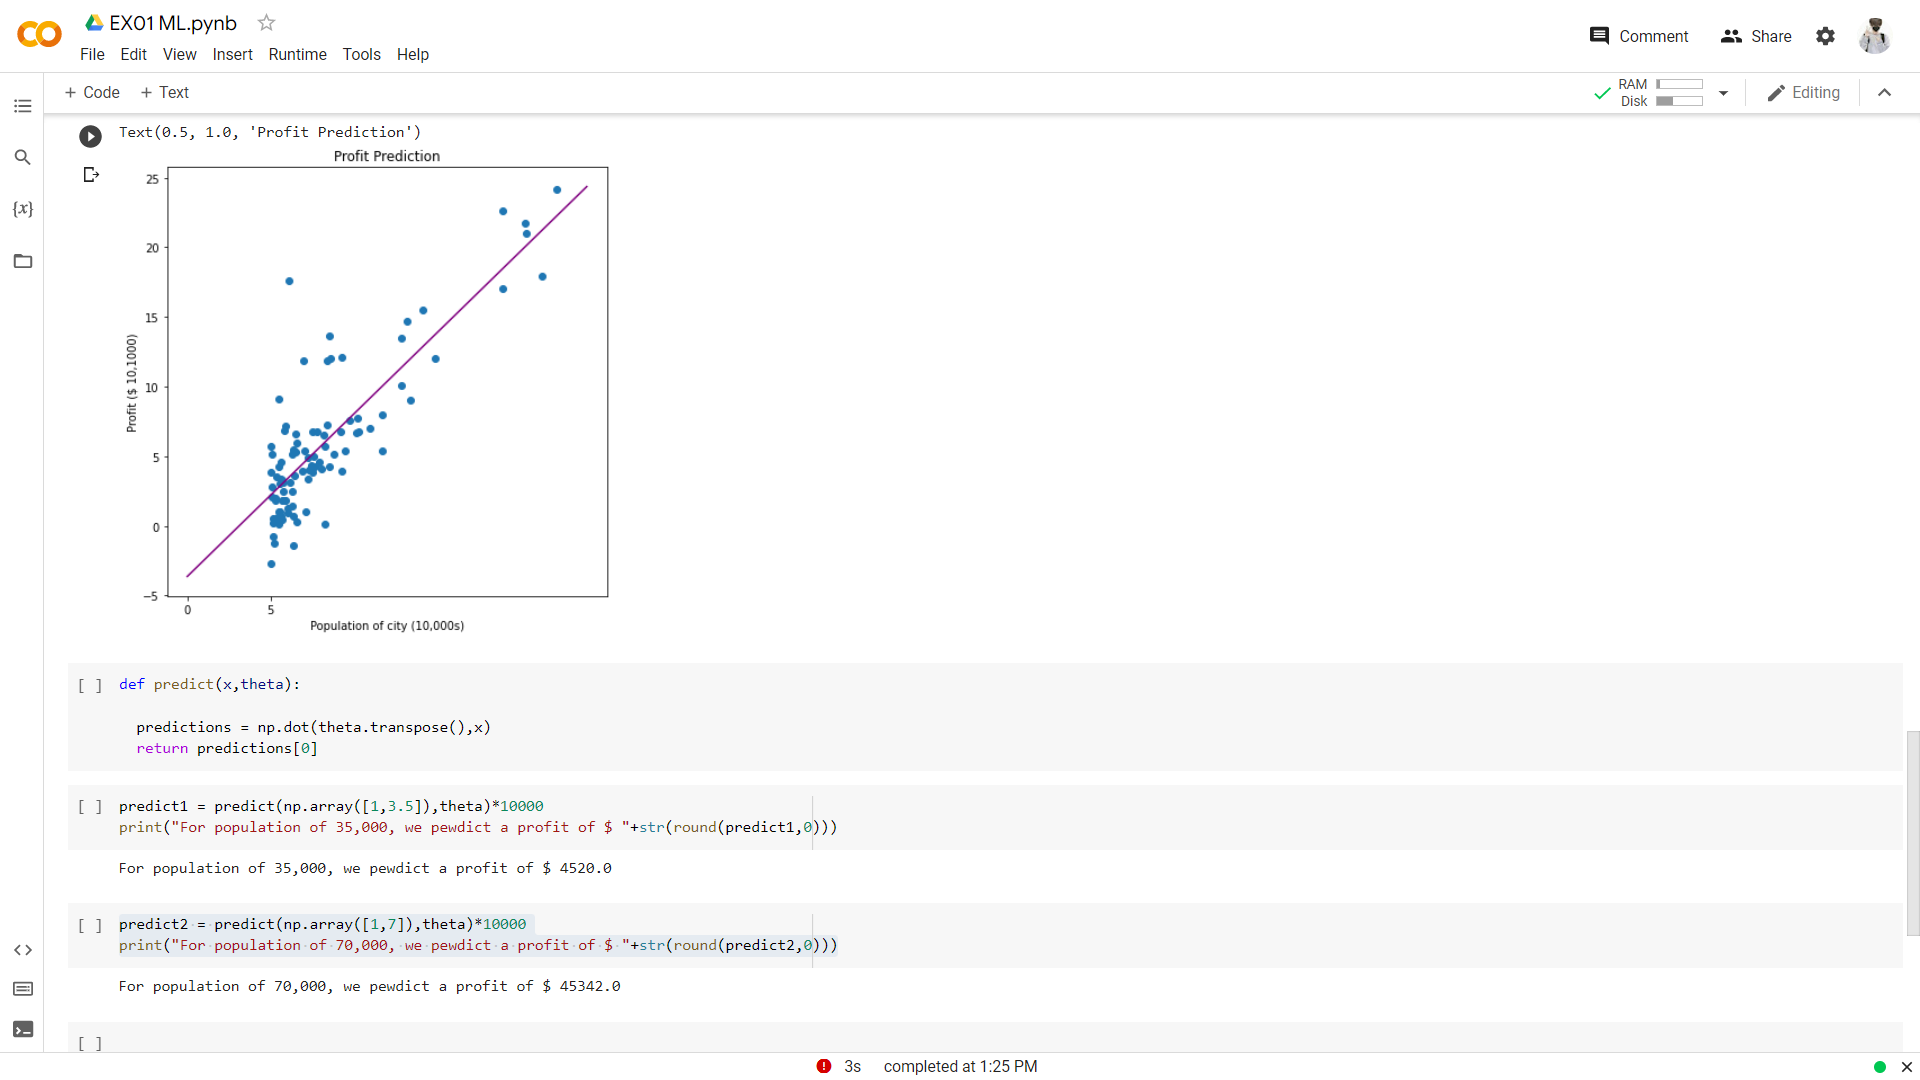 EX01 ML.pynb
File Edit View Insert Runtime Tools Help
Comment Share
+ Code + Text
RAM
Disk
Editing
Text(0.5, 1.0, 'Profit Prediction')
Profit Prediction
25
20
15
10
5
0
−5
Profit ($ 10,1000)
0 5
Population of city (10,000s)
[ ] def predict(x,theta):
predictions = np.dot(theta.transpose(),x)
return predictions[0]
[ ] predict1 = predict(np.array([1,3.5]),theta)*10000
print("For population of 35,000, we pewdict a profit of $ "+str(round(predict1,0)))
For population of 35,000, we pewdict a profit of $ 4520.0
[ ] predict2 = predict(np.array([1,7]),theta)*10000
print("For population of 70,000, we pewdict a profit of $ "+str(round(predict2,0)))
For population of 70,000, we pewdict a profit of $ 45342.0
[ ]
3s completed at 1:25 PM